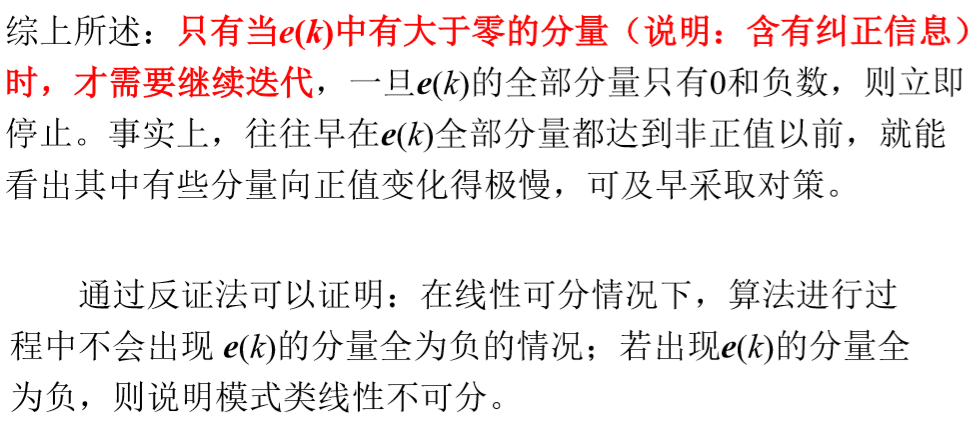 综上所述：只有当e(k)中有大于零的分量（说明：含有纠正信息）
时，才需要继续迭代，一旦e(k)的全部分量只有0和负数，则立即
停止。事实上，往往早在e(k)全部分量都达到非正值以前，就能
看出其中有些分量向正值变化得极慢，可及早采取对策。
通过反证法可以证明：在线性可分情况下，算法进行过
程中不会出现 e(k)的分量全为负的情况；若出现e(k)的分量全
为负，则说明模式类线性不可分。